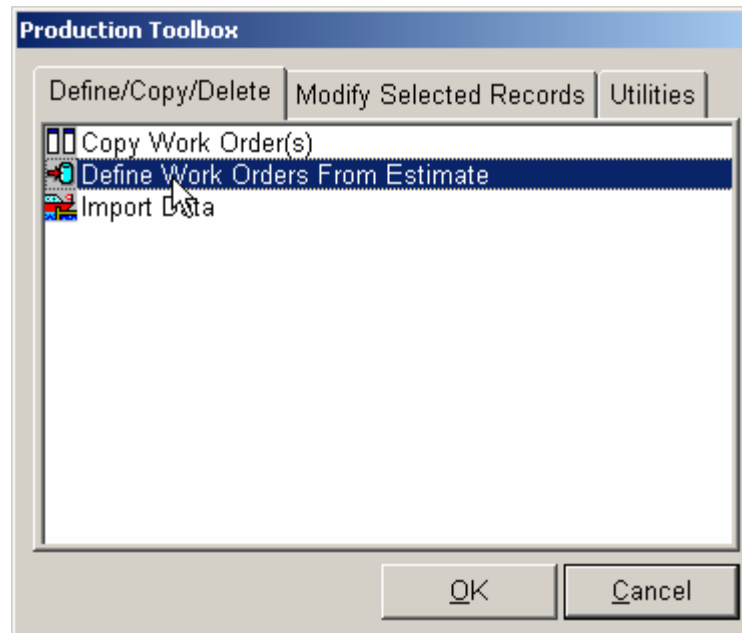 Production Toolbox
Define/Copy/Delete Modify Selected Records Utilities
Copy Work Order(s)
Define Work Orders From Estimate
Import Data
OK Cancel